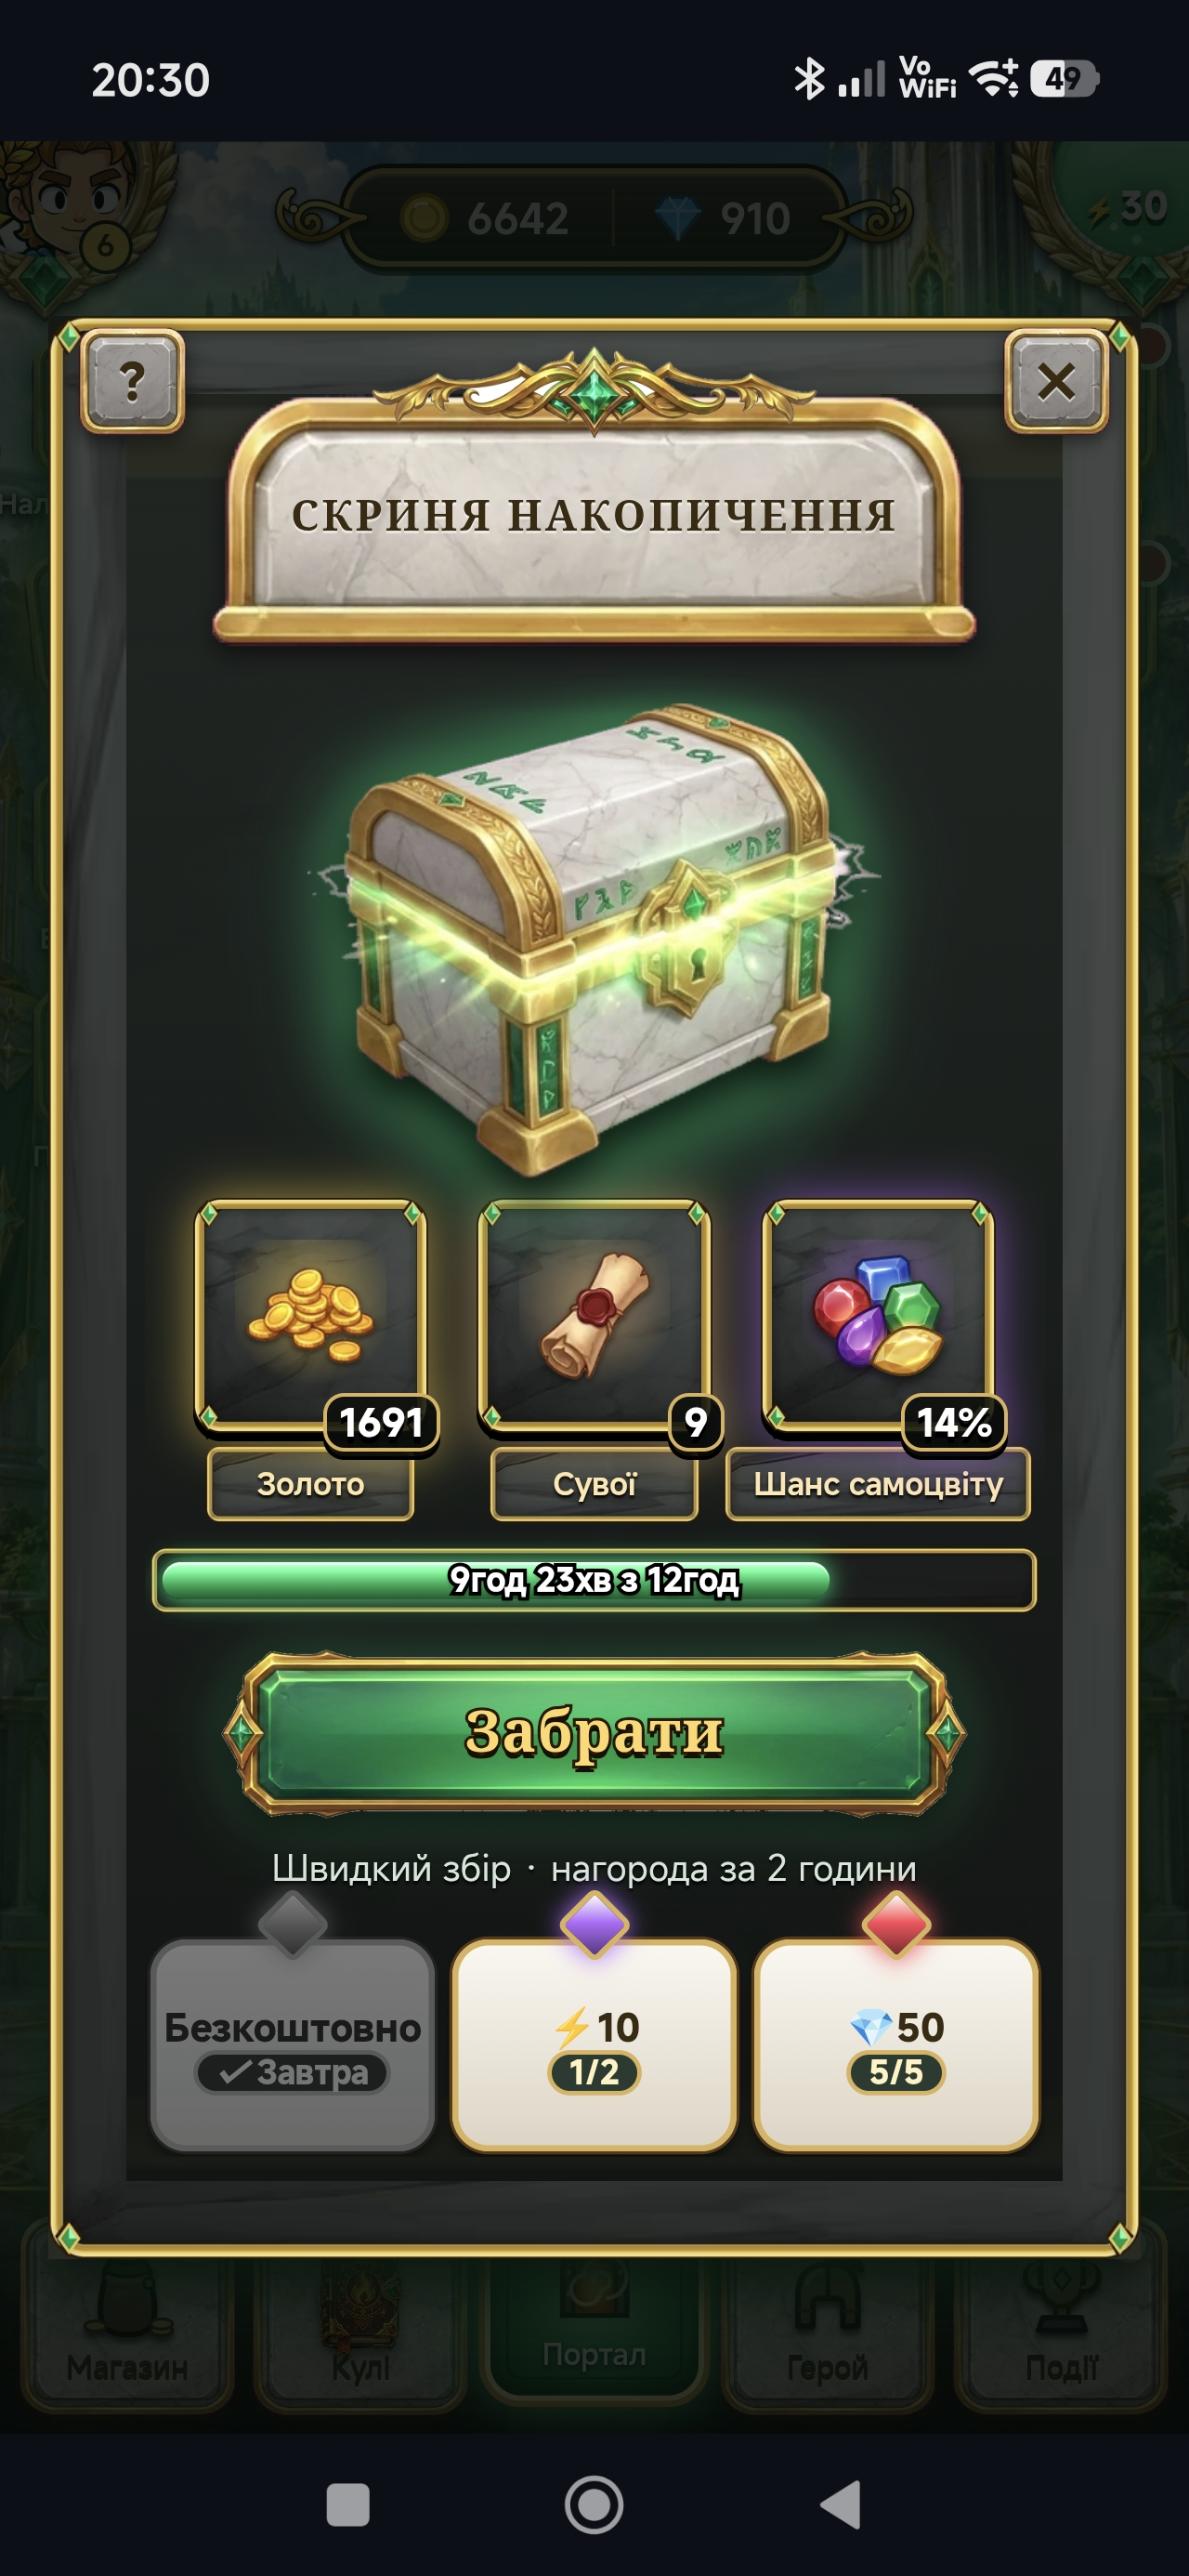 20:30
Vo
WiFi
49
6642
910
30
6
?
СКРИНЯ НАКОПИЧЕННЯ
1691
9
14%
Золото
Сувої
Шанс самоцвіту
9год 23хв з 12год
Забрати
Швидкий збір · нагорода за 2 години
Безкоштовно
✓Завтра
⚡10
1/2
💎50
5/5
Магазин
Кулі
Портал
Герой
Події